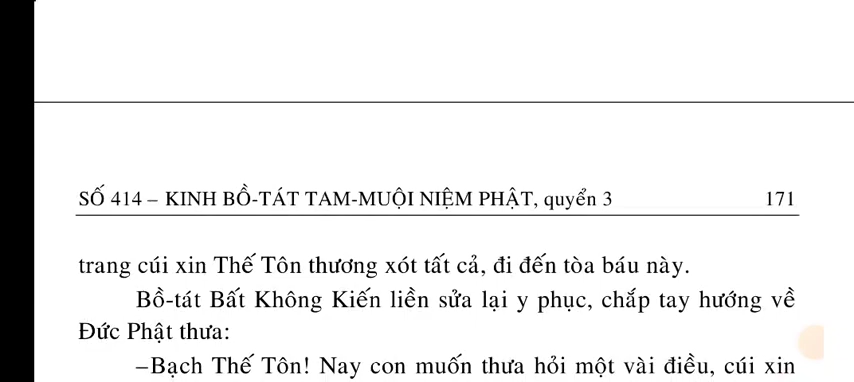 SỐ 414 – KINH BỒ-TÁT TAM-MUỘI NIỆM PHẬT, quyển 3 171
trang cúi xin Thế Tôn thương xót tất cả, đi đến tòa báu này.
Bồ-tát Bất Không Kiến liền sửa lại y phục, chắp tay hướng về
Đức Phật thưa:
–Bạch Thế Tôn! Nay con muốn thưa hỏi một vài điều, cúi xin